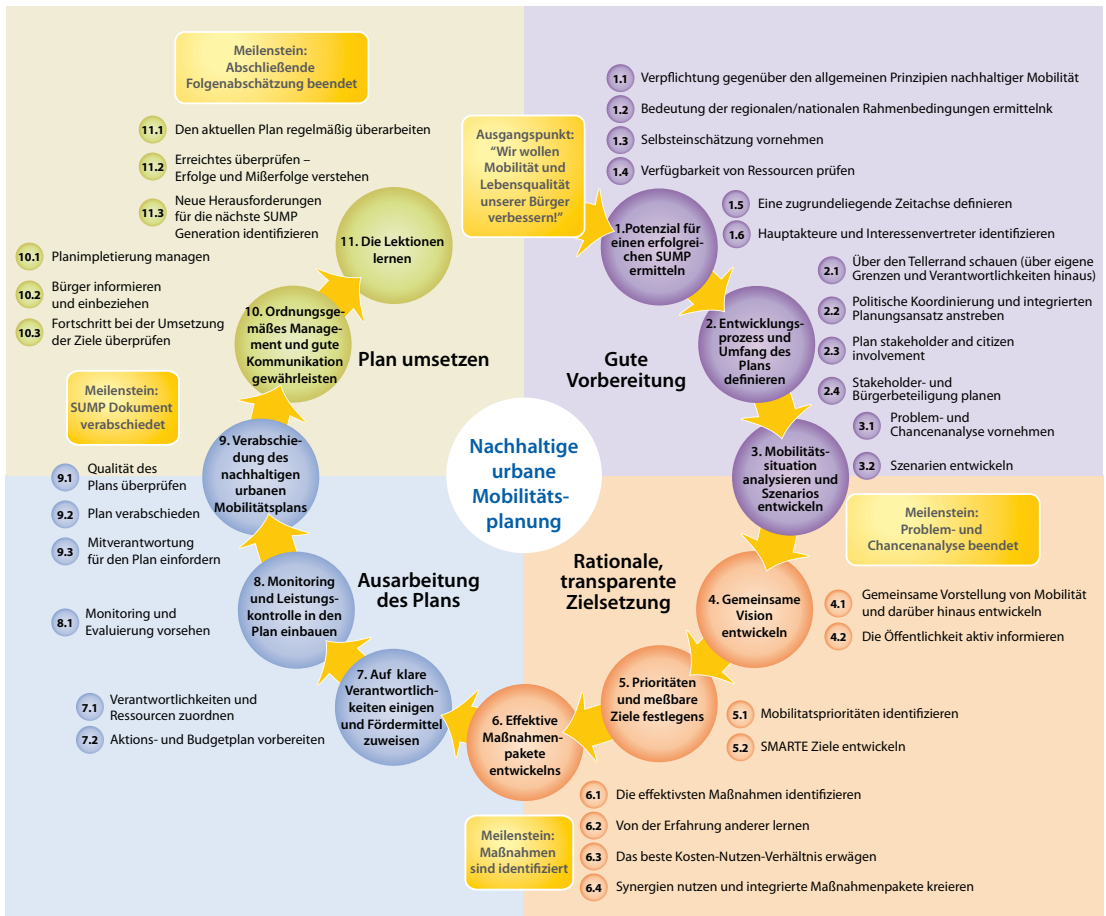 Ausgangspunkt:
"Wir wollen
Mobilität und
Lebensqualität
unserer Bürger
verbessern!"
1.1 Verpflichtung gegenüber den allgemeinen Prinzipien nachhaltiger Mobilität
1.2 Bedeutung der regionalen/nationalen Rahmenbedingungen ermittelnk
1.3 Selbsteinschätzung vornehmen
1.4 Verfügbarkeit von Ressourcen prüfen
1.5 Eine zugrundeliegende Zeitachse definieren
1.6 Hauptakteure und Interessenvertreter identifizieren
1.Potenzial für
einen erfolgrei-
chen SUMP
ermitteln
2.1 Über den Tellerrand schauen (über eigene
Grenzen und Verantwortlichkeiten hinaus)
2.2 Politische Koordinierung und integrierten
Planungsansatz anstreben
2.3 Plan stakeholder and citizen
involvement
2.4 Stakeholder- und
Bürgerbeteiligung planen
2. Entwicklungs-
prozess und
Umfang des
Plans
definieren
Gute
Vorbereitung
3.1 Problem- und
Chancenanalyse vornehmen
3.2 Szenarien entwickeln
3. Mobilitäts-
situation
analysieren und
Szenarios
entwickeln
Meilenstein:
Problem- und
Chancenanalyse beendet
Nachhaltige
urbane
Mobilitäts-
planung
Rationale,
transparente
Zielsetzung
4. Gemeinsame
Vision
entwickeln
4.1 Gemeinsame Vorstellung von Mobilität
und darüber hinaus entwickeln
4.2 Die Öffentlichkeit aktiv informieren
5. Prioritäten
und meßbare
Ziele festlegens
5.1 Mobilitatsprioritäten identifizieren
5.2 SMARTE Ziele entwickeln
6. Effektive
Maßnahmen-
pakete
entwickelns
6.1 Die effektivsten Maßnahmen identifizieren
6.2 Von der Erfahrung anderer lernen
6.3 Das beste Kosten-Nutzen-Verhältnis erwägen
6.4 Synergien nutzen und integrierte Maßnahmenpakete kreieren
Meilenstein:
Maßnahmen
sind identifiziert
Ausarbeitung
des Plans
7. Auf klare
Verantwortlich-
keiten einigen
und Fördermittel
zuweisen
7.1 Verantwortlichkeiten und
Ressourcen zuordnen
7.2 Aktions- und Budgetplan vorbereiten
8. Monitoring
und Leistungs-
kontrolle in den
Plan einbauen
8.1 Monitoring und
Evaluierung vorsehen
9. Verabschie-
dung des
nachhaltigen
urbanen
Mobilitätsplans
9.1 Qualität des
Plans überprüfen
9.2 Plan verabschieden
9.3 Mitverantwortung
für den Plan einfordern
Meilenstein:
SUMP Dokument
verabschiedet
Plan umsetzen
10. Ordnungsge-
mäßes Manage-
ment und gute
Kommunikation
gewährleisten
10.1 Planimpletierung managen
10.2 Bürger informieren
und einbeziehen
10.3 Fortschritt bei der Umsetzung
der Ziele überprüfen
11. Die Lektionen
lernen
11.1 Den aktuellen Plan regelmäßig überarbeiten
11.2 Erreichtes überprüfen –
Erfolge und Mißerfolge verstehen
11.3 Neue Herausforderungen
für die nächste SUMP
Generation identifizieren
Meilenstein:
Abschließende
Folgenabschätzung beendet